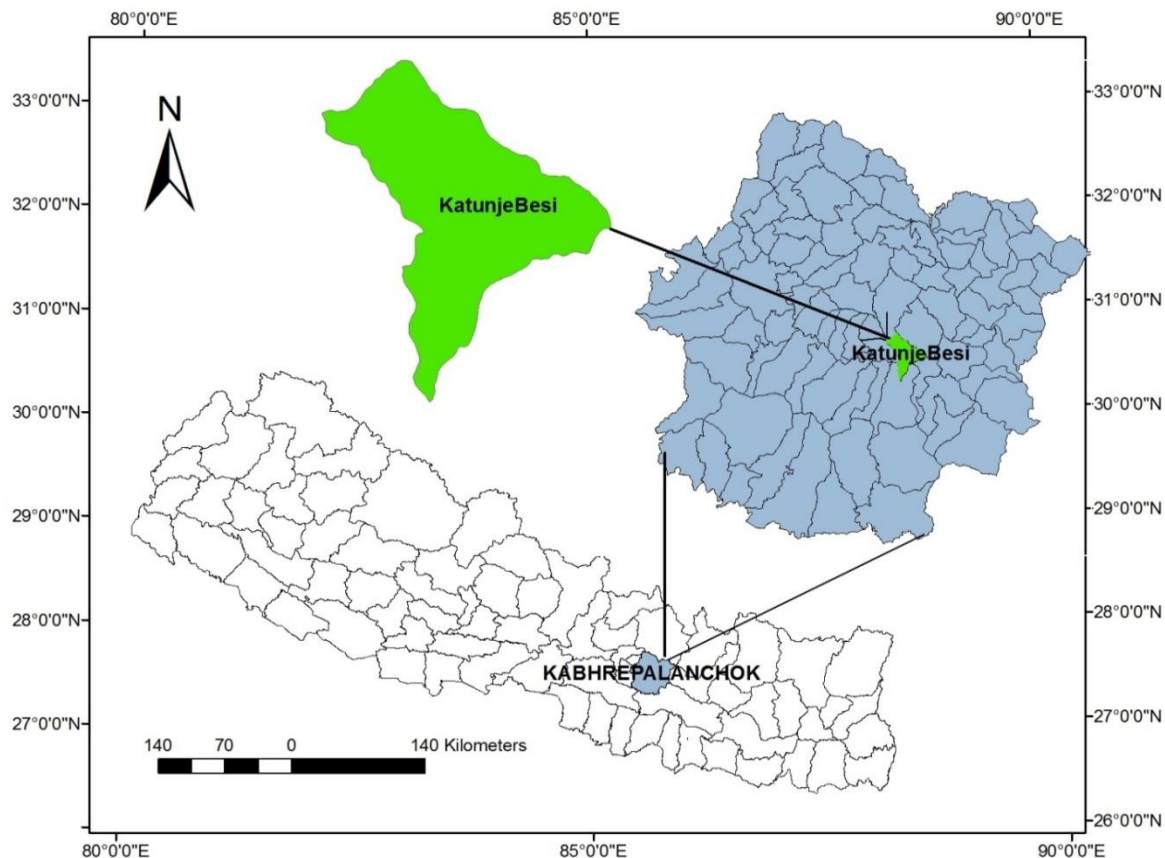 80°0'0"E 85°0'0"E 90°0'0"E
33°0'0"N 33°0'0"N
N
32°0'0"N KatunjeBesi 32°0'0"N
31°0'0"N 31°0'0"N
KatunjeBesi
30°0'0"N 30°0'0"N
29°0'0"N 29°0'0"N
28°0'0"N 28°0'0"N
KABHREPALANCHOK
27°0'0"N 27°0'0"N
140 70 0 140 Kilometers
26°0'0"N
80°0'0"E 85°0'0"E 90°0'0"E